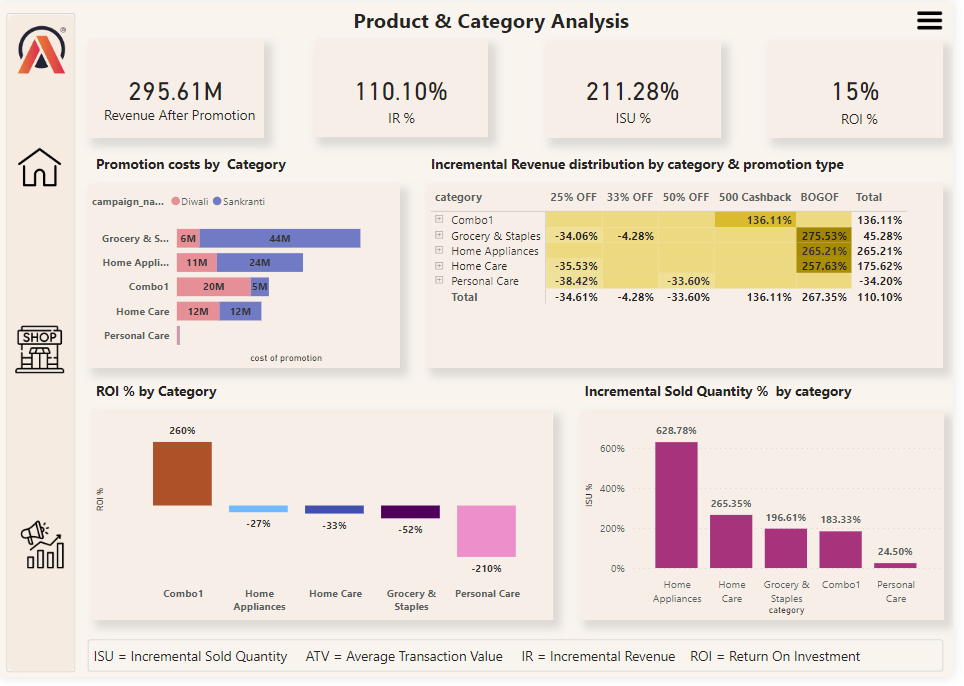 Product & Category Analysis
®
295.61M
Revenue After Promotion
110.10%
IR %
211.28%
ISU %
15%
ROI %
Promotion costs by Category
campaign_na... Diwali Sankranti
Grocery & S... 6M 44M
Home Appli... 11M 24M
Combo1 20M 5M
Home Care 12M 12M
Personal Care
cost of promotion
Incremental Revenue distribution by category & promotion type
category 25% OFF 33% OFF 50% OFF 500 Cashback BOGOF Total
Combo1 136.11% 136.11%
Grocery & Staples -34.06% -4.28% 275.53% 45.28%
Home Appliances 265.21% 265.21%
Home Care -35.53% 257.63% 175.62%
Personal Care -38.42% -33.60% -34.20%
Total -34.61% -4.28% -33.60% 136.11% 267.35% 110.10%
SHOP
ROI % by Category
ROI %
260%
-27%
-33%
-52%
-210%
Combo1
Home
Appliances
Home Care
Grocery &
Staples
Personal Care
Incremental Sold Quantity % by category
ISU %
600%
400%
200%
0%
628.78%
265.35%
196.61%
183.33%
24.50%
Home
Appliances
Home
Care
Grocery &
Staples
Combo1
Personal
Care
category
ISU = Incremental Sold Quantity ATV = Average Transaction Value IR = Incremental Revenue ROI = Return On Investment